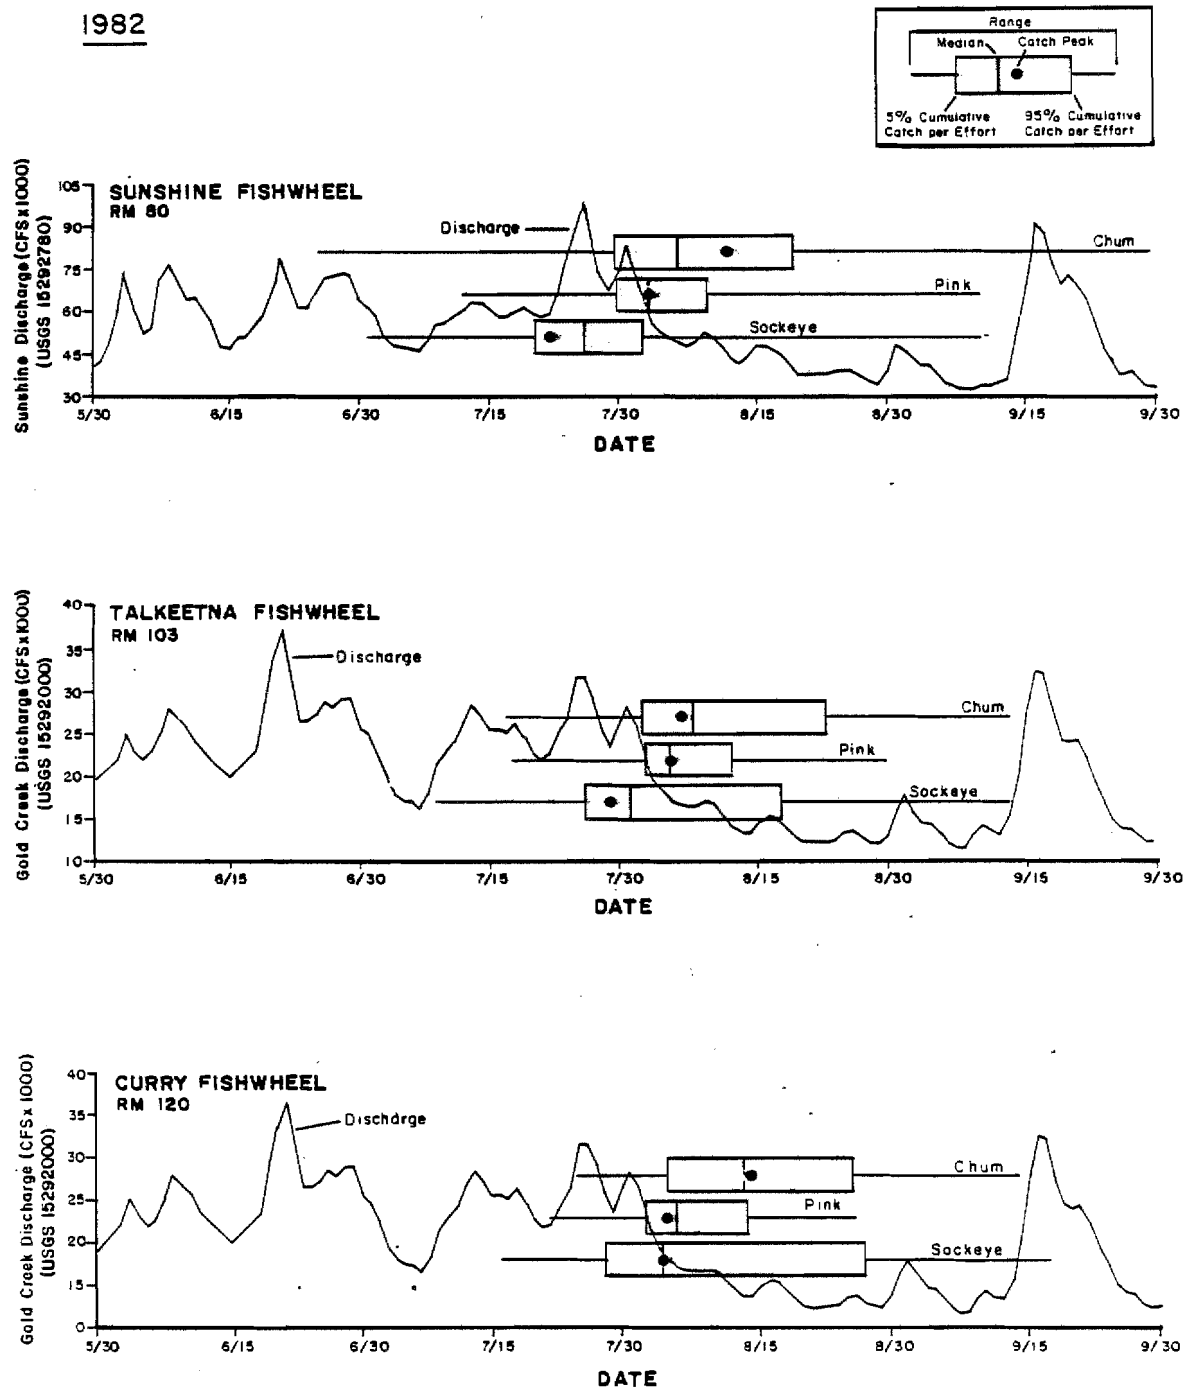 1982
Range
Median
Catch Peak
5% Cumulative
Catch per Effort
95% Cumulative
Catch per Effort
Sunshine Discharge (CFS x 1000)
(USGS 15292780)
SUNSHINE FISHWHEEL
RM 80
105
90
75
60
45
30
Discharge
Chum
Pink
Sockeye
5/30
6/15
6/30
7/15
7/30
8/15
8/30
9/15
9/30
DATE
Gold Creek Discharge (CFS x 1000)
(USGS 15292000)
TALKEETNA FISHWHEEL
RM 103
40
35
30
25
20
15
10
Discharge
Chum
Pink
Sockeye
5/30
6/15
6/30
7/15
7/30
8/15
8/30
9/15
9/30
DATE
Gold Creek Discharge (CFS x 1000)
(USGS 15292000)
CURRY FISHWHEEL
RM 120
40
35
30
25
20
15
0
Discharge
Chum
Pink
Sockeye
5/30
6/15
6/30
7/15
7/30
8/15
8/30
9/15
9/30
DATE